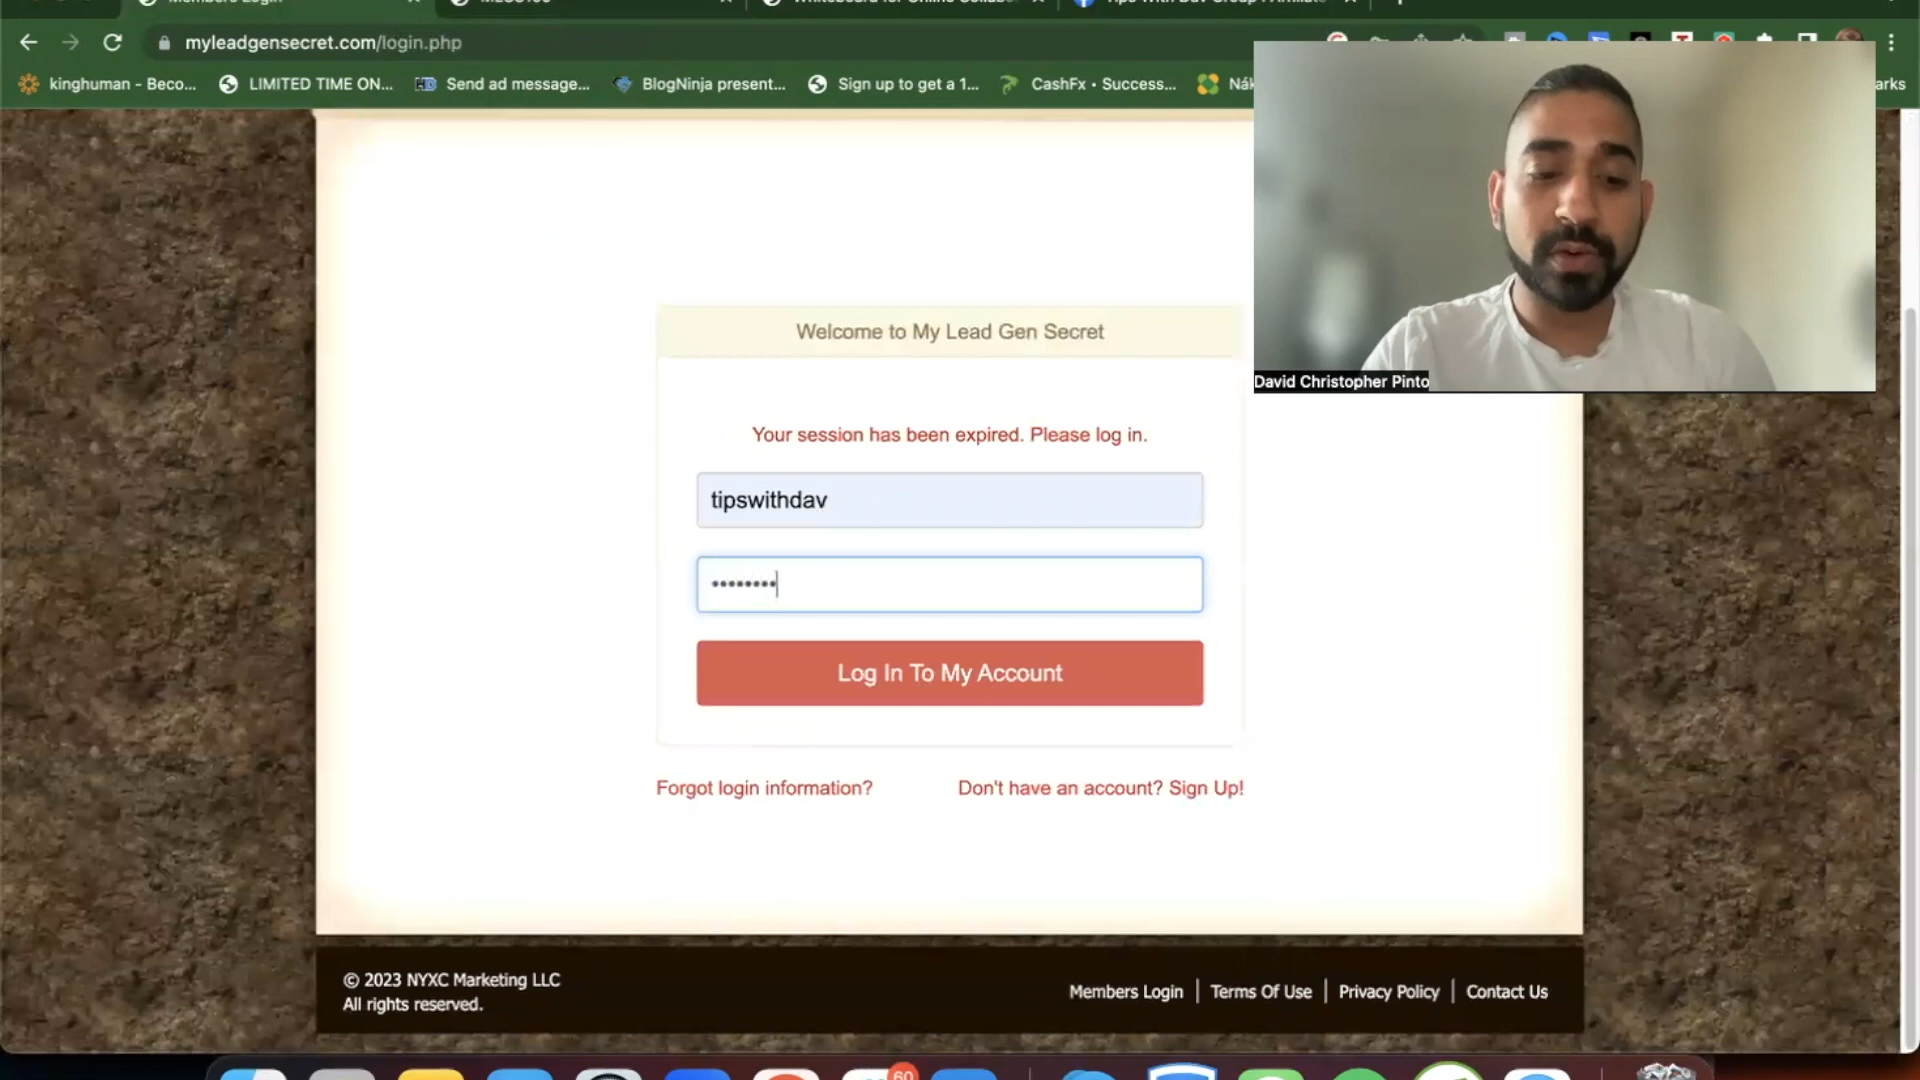 myleadgensecret.com/login.php
kinghuman - Beco...
LIMITED TIME ON...
Send ad message...
BlogNinja present...
Sign up to get a 1...
CashFx • Success...
Nák
arks
David Christopher Pinto
Welcome to My Lead Gen Secret
Your session has been expired. Please log in.
tipswithdav
••••••••
Log In To My Account
Forgot login information?
Don't have an account? Sign Up!
© 2023 NYXC Marketing LLC
All rights reserved.
Members Login | Terms Of Use | Privacy Policy | Contact Us
60